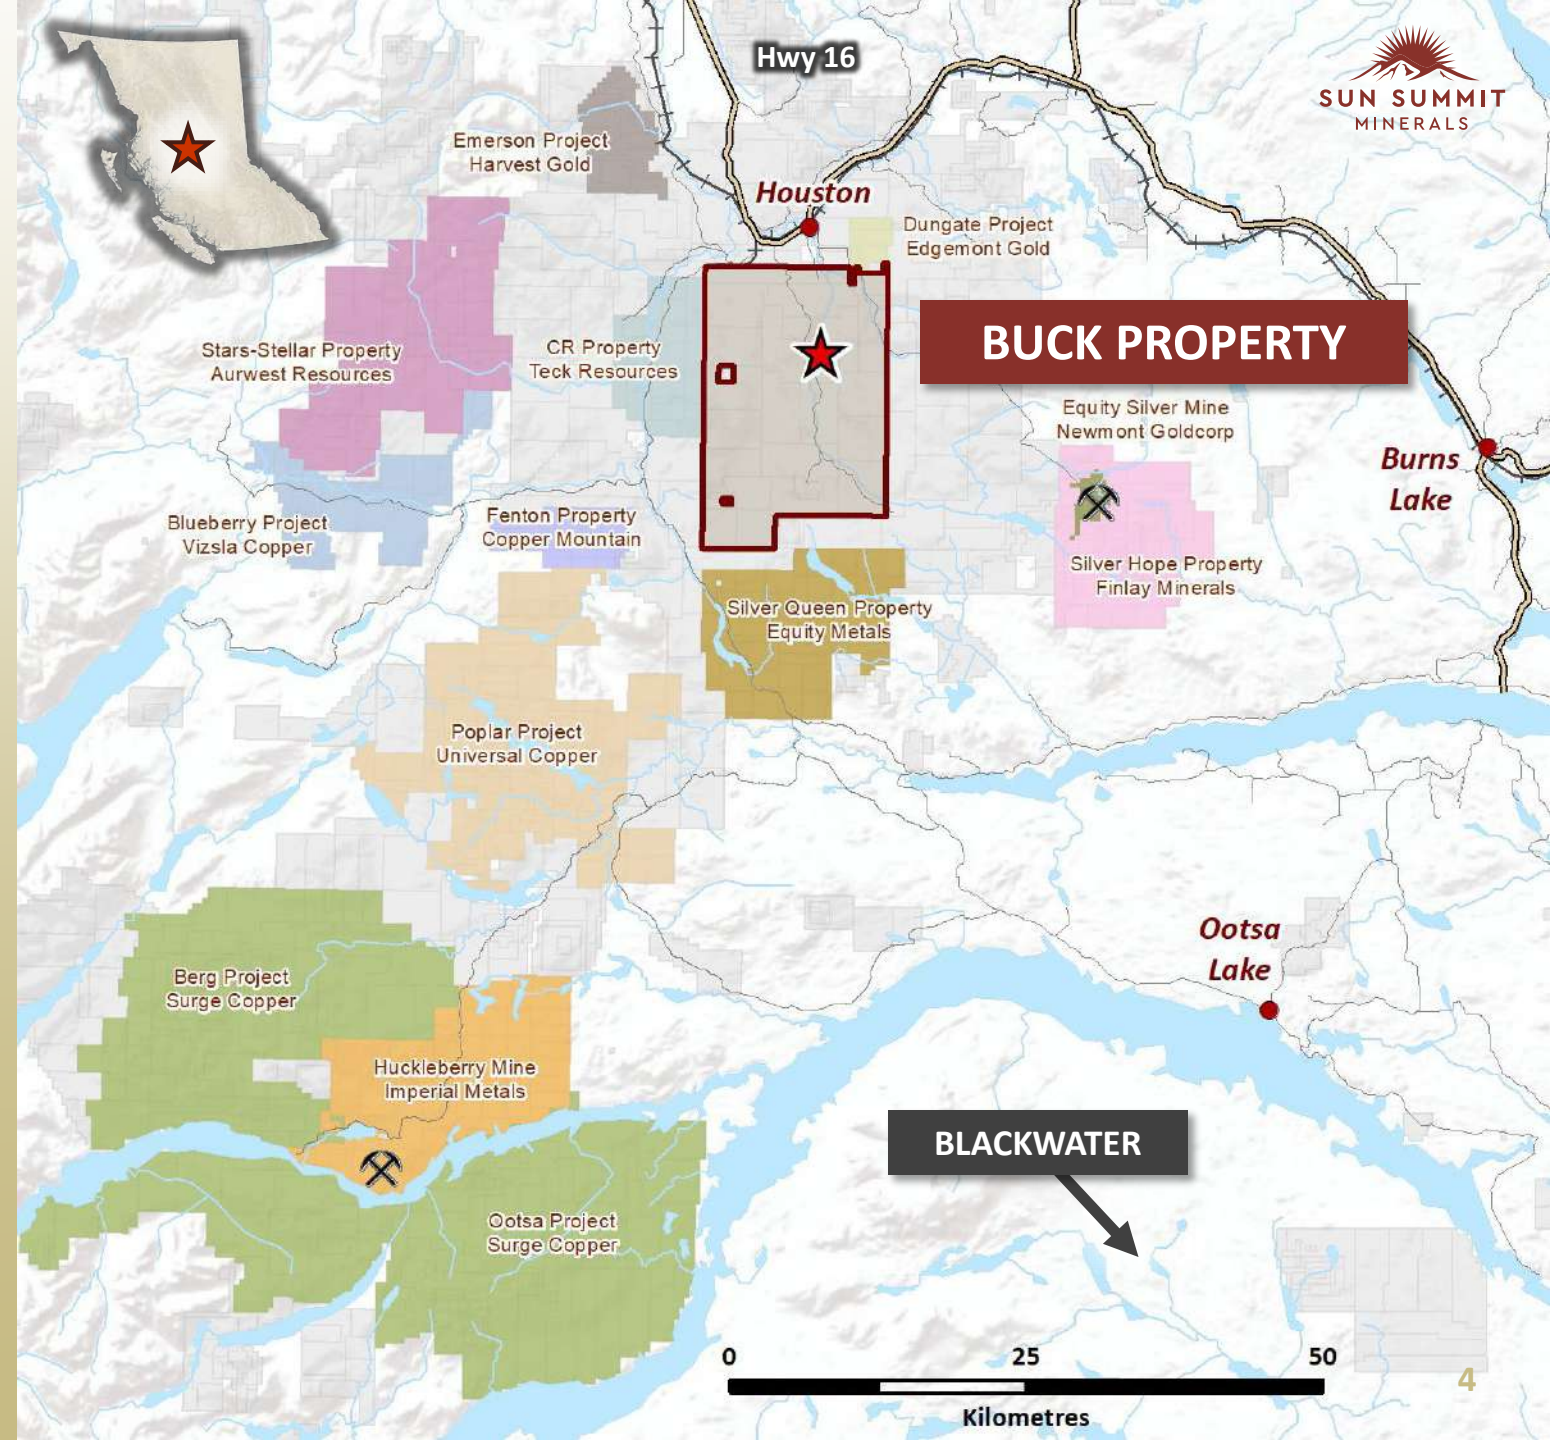 Hwy 16
SUN SUMMIT
MINERALS
Emerson Project
Harvest Gold
Houston
Dungate Project
Edgemont Gold
BUCK PROPERTY
Stars-Stellar Property
Aurwest Resources
CR Property
Teck Resources
Equity Silver Mine
Newmont Goldcorp
Burns
Lake
Blueberry Project
Vizsla Copper
Fenton Property
Copper Mountain
Silver Hope Property
Finlay Minerals
Silver Queen Property
Equity Metals
Poplar Project
Universal Copper
Ootsa
Lake
Berg Project
Surge Copper
Huckleberry Mine
Imperial Metals
BLACKWATER
Ootsa Project
Surge Copper
0 25 50
Kilometres
4